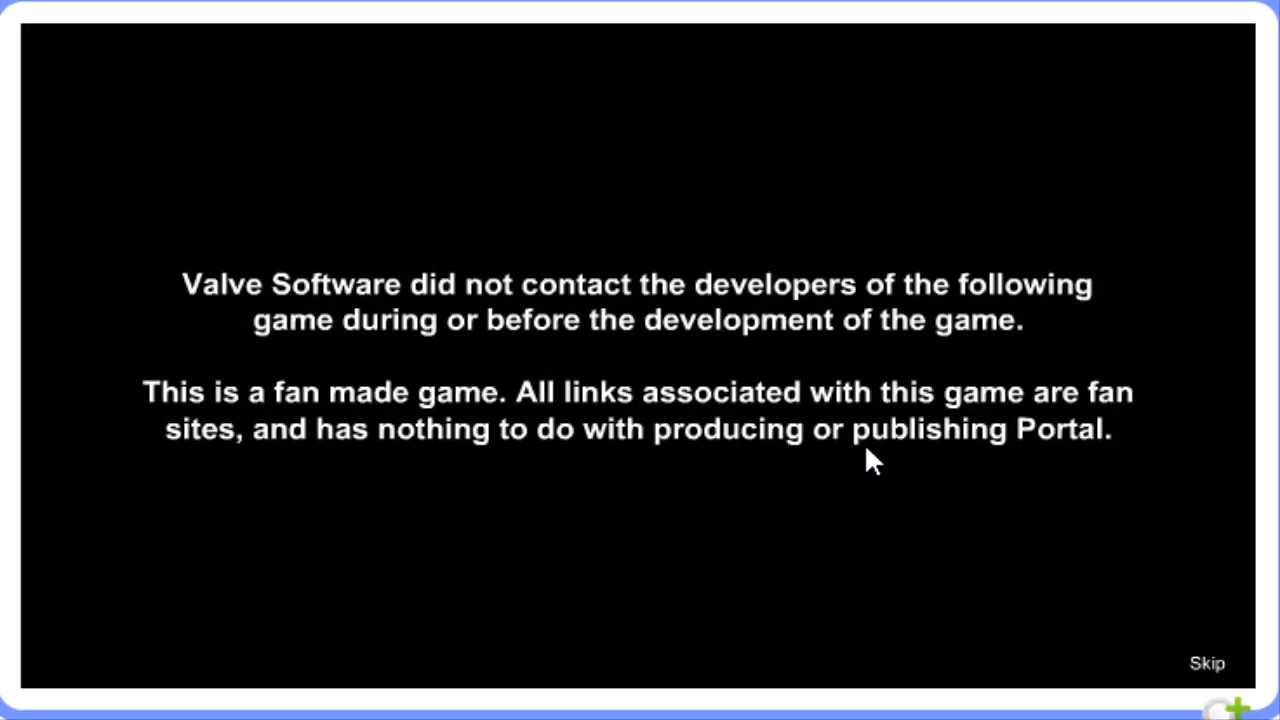 Valve Software did not contact the developers of the following
game during or before the development of the game.
This is a fan made game. All links associated with this game are fan
sites, and has nothing to do with producing or publishing Portal.
Skip